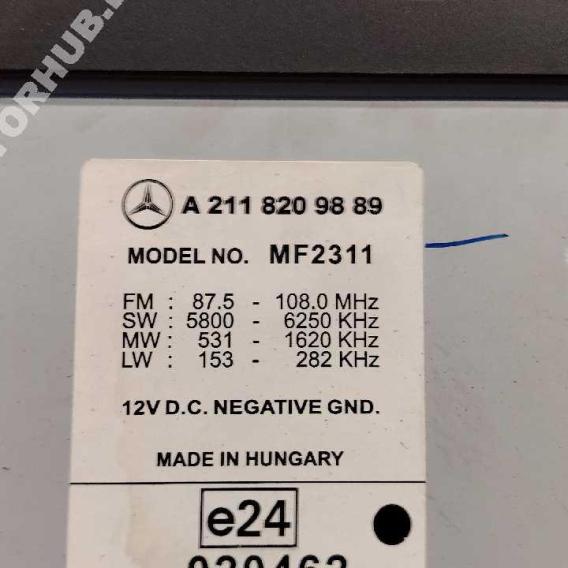 A 211 820 98 89
MODEL NO. MF2311
FM : 87.5 - 108.0 MHz
SW : 5800 - 6250 KHz
MW : 531 - 1620 KHz
LW : 153 - 282 KHz
12V D.C. NEGATIVE GND.
MADE IN HUNGARY
e24